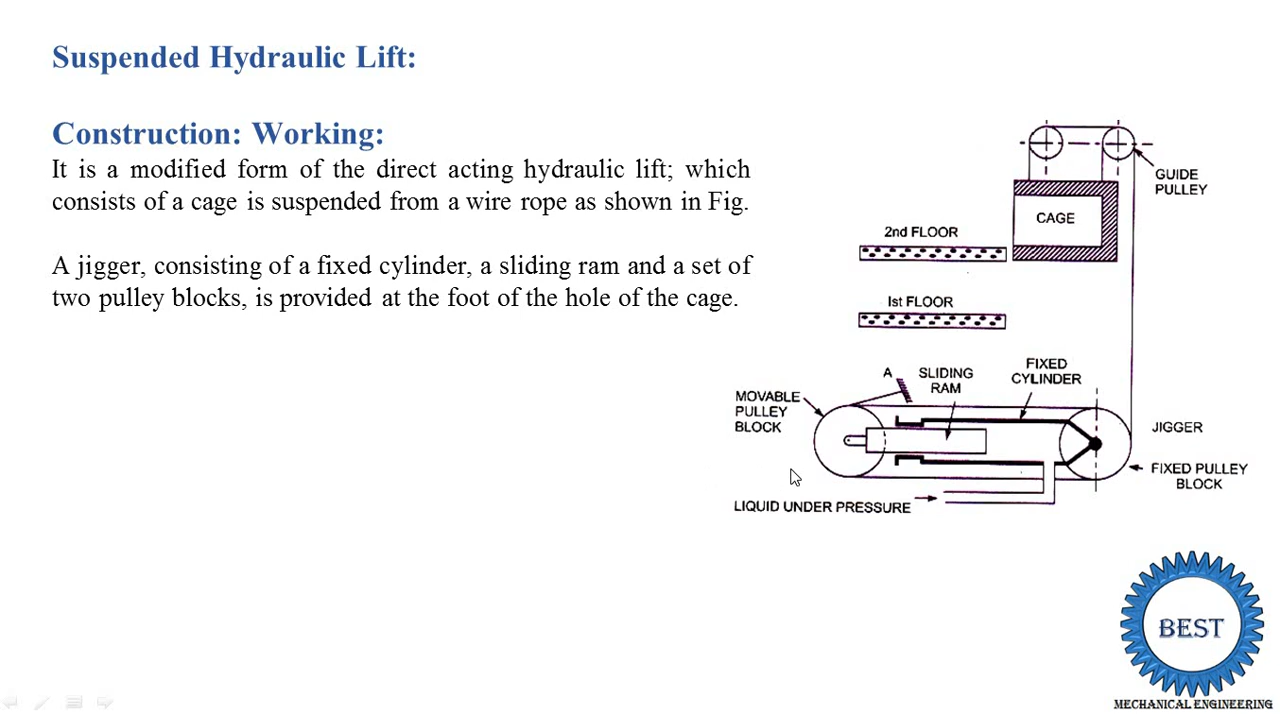 Suspended Hydraulic Lift:
Construction: Working:
It is a modified form of the direct acting hydraulic lift; which
consists of a cage is suspended from a wire rope as shown in Fig.
A jigger, consisting of a fixed cylinder, a sliding ram and a set of
two pulley blocks, is provided at the foot of the hole of the cage.
GUIDE
PULLEY
CAGE
2nd FLOOR
Ist FLOOR
A
SLIDING
RAM
FIXED
CYLINDER
MOVABLE
PULLEY
BLOCK
JIGGER
FIXED PULLEY
BLOCK
LIQUID UNDER PRESSURE
BEST
MECHANICAL ENGINEERING